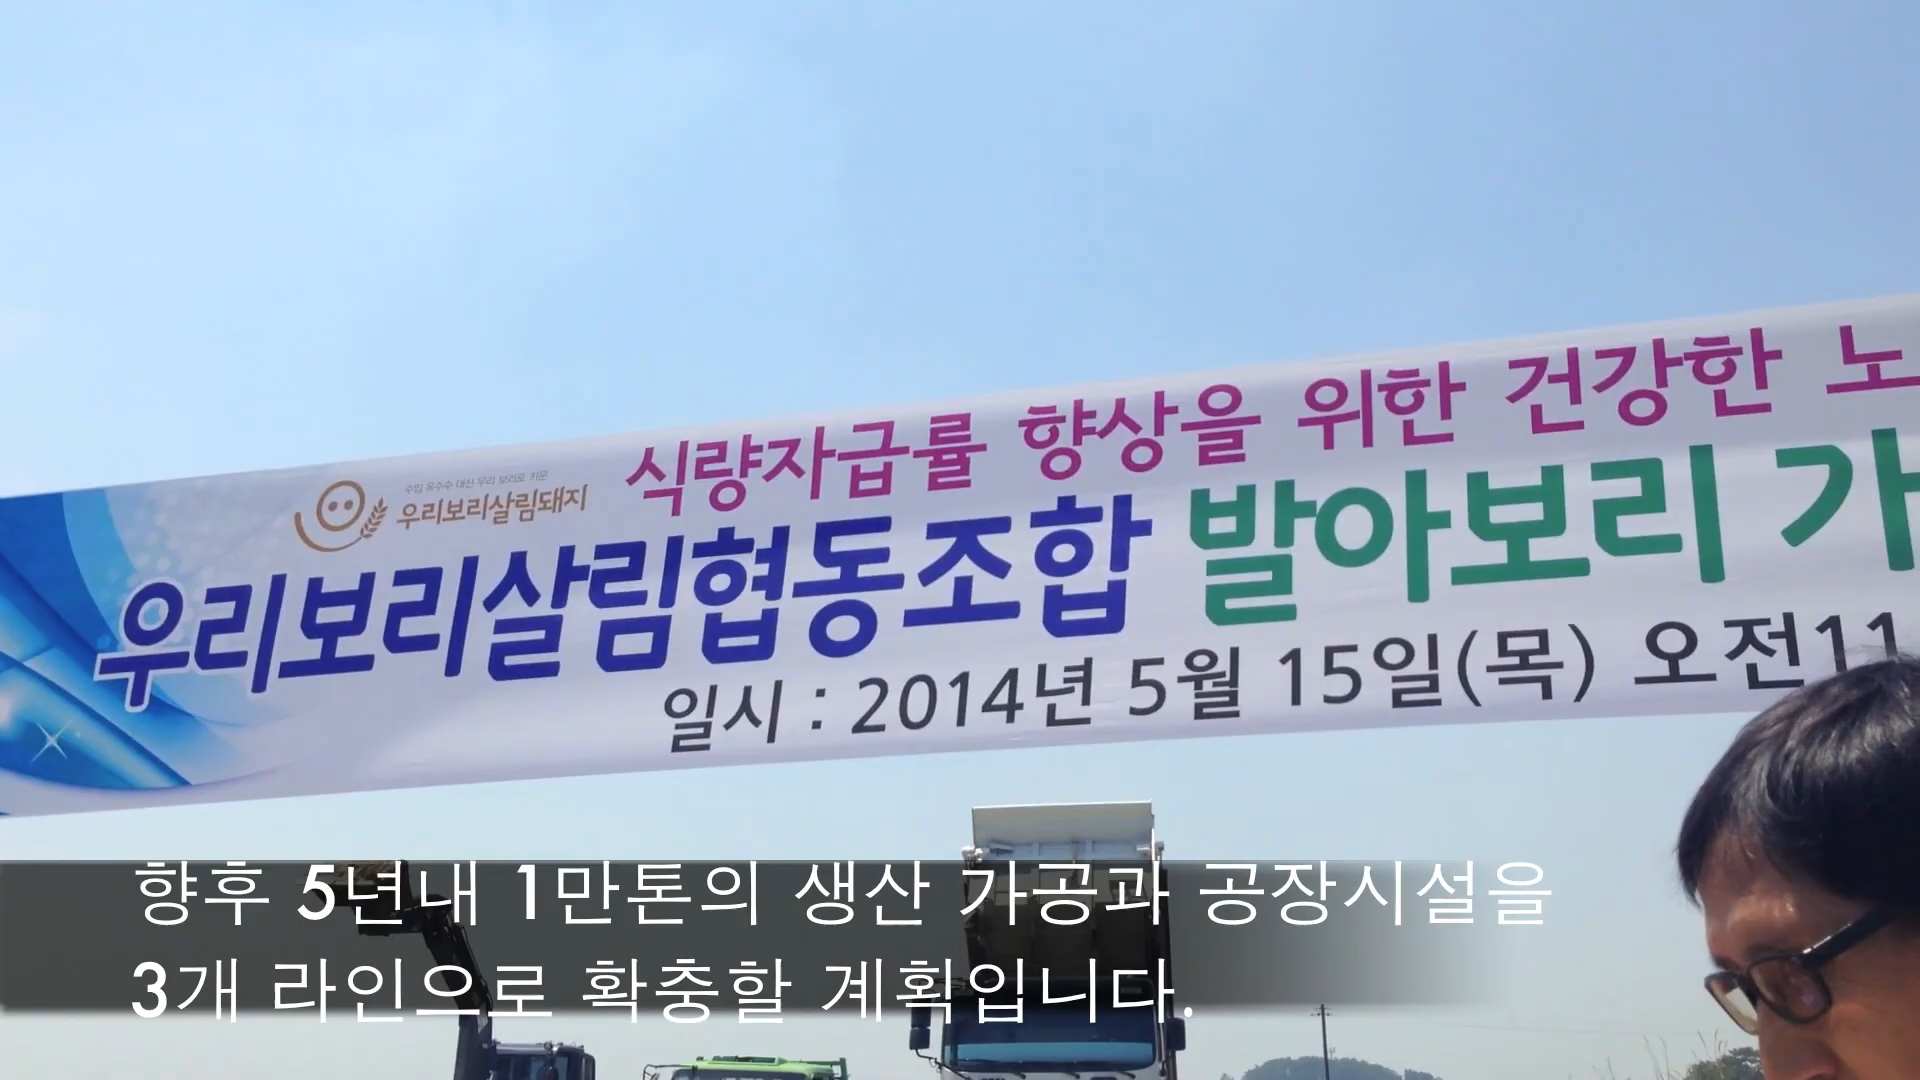 식량자급률 향상을 위한 건강한 노
수입 옥수수 대신 우리 보리로 키운
우리보리살림돼지
우리보리살림협동조합 발아보리 가
일시 : 2014년 5월 15일(목) 오전11
향후 5년내 1만톤의 생산 가공과 공장시설을
3개 라인으로 확충할 계획입니다.